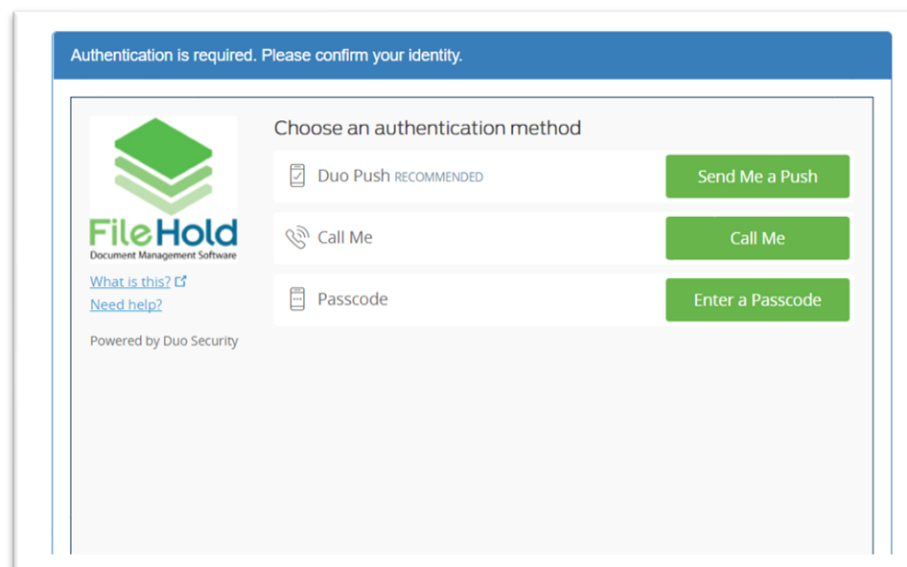 Authentication is required. Please confirm your identity.
Choose an authentication method
Duo Push RECOMMENDED
Send Me a Push
FileHold
Document Management Software
Call Me
Call Me
What is this?
Need help?
Passcode
Enter a Passcode
Powered by Duo Security